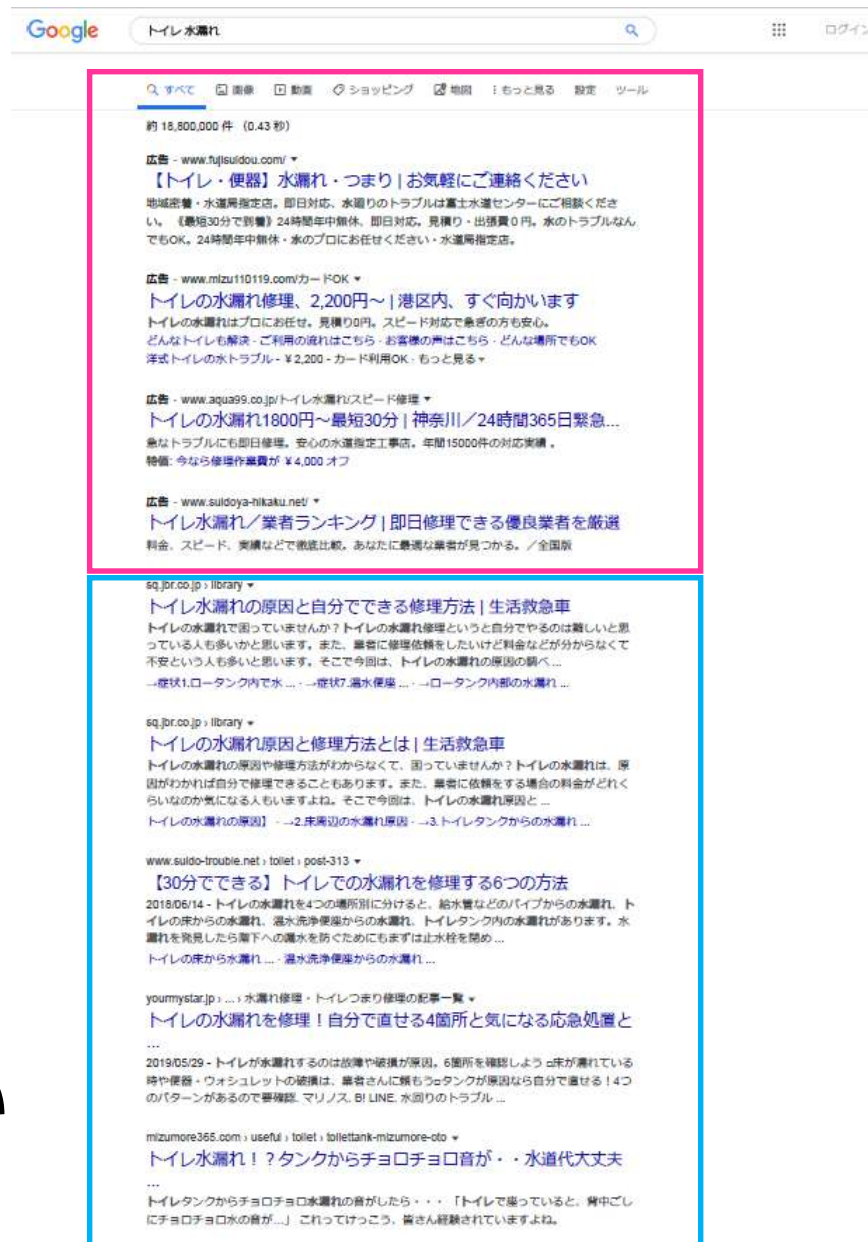 Google
トイレ 水漏れ
ログイン
すべて 画像 動画 ショッピング 地図 もっと見る 設定 ツール
約 18,800,000 件 (0.43 秒)
広告 - www.fujisuidou.com/
【トイレ・便器】水漏れ・つまり | お気軽にご連絡ください
地域密着・水道局指定店。即日対応、水廻りのトラブルは富士水道センターにご相談くださ
い。《最短30分で到着》24時間年中無休、即日対応。見積り・出張費0円。水のトラブルなん
でもOK。24時間年中無休・水のプロにお任せください・水道局指定店。
広告 - www.mizu110119.com/カードOK
トイレの水漏れ修理、2,200円～ | 港区内、すぐ向かいます
トイレの水漏れはプロにお任せ。見積り0円。スピード対応で急ぎの方も安心。
どんなトイレも解決 - ご利用の流れはこちら - お客様の声はこちら - どんな場所でもOK
洋式トイレの水トラブル - ¥2,200 - カード利用OK - もっと見る
広告 - www.aqua99.co.jp/トイレ水漏れ/スピード修理
トイレの水漏れ1800円～最短30分 | 神奈川／24時間365日緊急...
急なトラブルにも即日修理。安心の水道指定工事店。年間15000件の対応実績 。
特価: 今なら修理作業費が ¥4,000 オフ
広告 - www.suidoya-hikaku.net/
トイレ水漏れ／業者ランキング | 即日修理できる優良業者を厳選
料金、スピード、実績などで徹底比較。あなたに最適な業者が見つかる。／全国版
sq.jbr.co.jp › library
トイレ水漏れの原因と自分でできる修理方法 | 生活救急車
トイレの水漏れで困っていませんか？トイレの水漏れ修理というと自分でやるのは難しいと思
っている人も多いかと思います。また、業者に修理依頼をしたいけど料金などが分からなくて
不安という人も多いと思います。そこで今回は、トイレの水漏れの原因の調べ ...
→症状1.ロータンク内で水 ... · →症状7.温水便座 ... · →ロータンク内部の水漏れ ...
sq.jbr.co.jp › library
トイレの水漏れ原因と修理方法とは | 生活救急車
トイレの水漏れの原因や修理方法がわからなくて、困っていませんか？トイレの水漏れは、原
因がわかれば自分で修理できることもあります。また、業者に依頼をする場合の料金がどれく
らいなのか気になる人もいますよね。そこで今回は、トイレの水漏れ原因と ...
トイレの水漏れの原因】 · →2.床周辺の水漏れ原因 · →3.トイレタンクからの水漏れ ...
www.suido-trouble.net › toilet › post-313
【30分でできる】トイレでの水漏れを修理する6つの方法
2018/06/14 - トイレの水漏れを4つの場所別に分けると、給水管などのパイプからの水漏れ、ト
イレの床からの水漏れ、温水洗浄便座からの水漏れ、トイレタンク内の水漏れがあります。水
漏れを発見したら階下への漏水を防ぐためにもまずは止水栓を閉め ...
トイレの床から水漏れ ... · 温水洗浄便座からの水漏れ ...
yourmystar.jp › ... › 水漏れ修理・トイレつまり修理の記事一覧
トイレの水漏れを修理！自分で直せる4箇所と気になる応急処置と
...
2019/05/29 - トイレが水漏れするのは故障や破損が原因。6箇所を確認しよう □床が濡れている
時や便器・ウォシュレットの破損は、業者さんに頼もう□タンクが原因なら自分で直せる！4つ
のパターンがあるので要確認. マリノス. B! LINE. 水回りのトラブル ...
mizumore365.com › useful › toilet › toilettank-mizumore-oto
トイレ水漏れ！？タンクからチョロチョロ音が・・水道代大丈夫
...
トイレタンクからチョロチョロ水漏れの音がしたら・・・ 「トイレで座っていると、背中ごし
にチョロチョロ水の音が...」 これってけっこう、皆さん経験されていますよね。